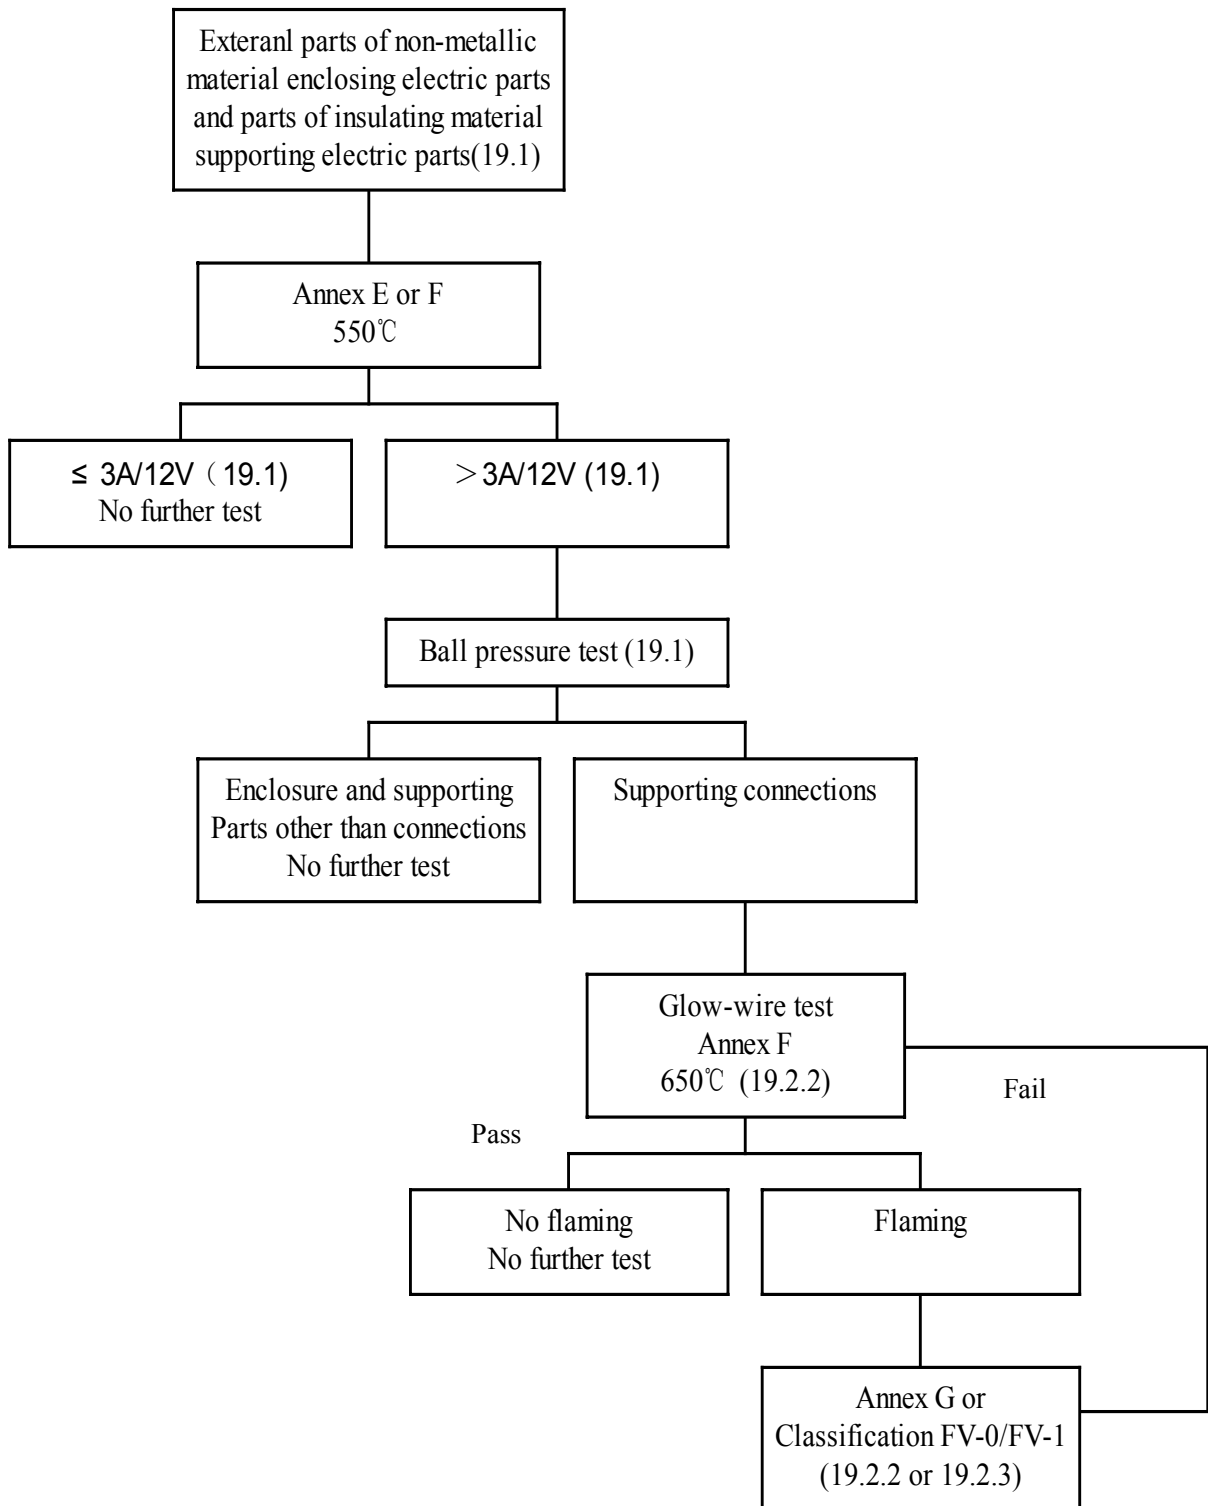 Exteranl parts of non-metallic
material enclosing electric parts
and parts of insulating material
supporting electric parts(19.1)
Annex E or F
550℃
≤ 3A/12V（19.1)
No further test
＞3A/12V (19.1)
Ball pressure test (19.1)
Enclosure and supporting
Parts other than connections
No further test
Supporting connections
Glow-wire test
Annex F
650℃ (19.2.2)
Fail
Pass
No flaming
No further test
Flaming
Annex G or
Classification FV-0/FV-1
(19.2.2 or 19.2.3)